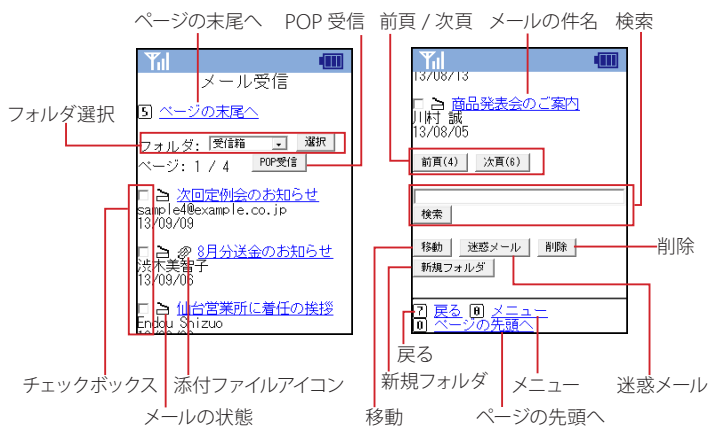 ページの末尾へ
POP 受信
前頁 / 次頁
メールの件名
検索
フォルダ選択
メール受信
5 ページの末尾へ
フォルダ: 受信箱 選択
ページ: 1 / 4 POP受信
次回定例会のお知らせ
sample4@example.co.jp
13/09/09
8月分送金のお知らせ
渋木美智子
13/09/06
仙台営業所に着任の挨拶
Endou Shizuo
13/08/13
商品発表会のご案内
川村 誠
13/08/05
前頁(4) 次頁(6)
検索
移動 迷惑メール 削除
新規フォルダ
7 戻る 8 メニュー
0 ページの先頭へ
削除
戻る
チェックボックス
添付ファイルアイコン
新規フォルダ
メニュー
迷惑メール
メールの状態
移動
ページの先頭へ